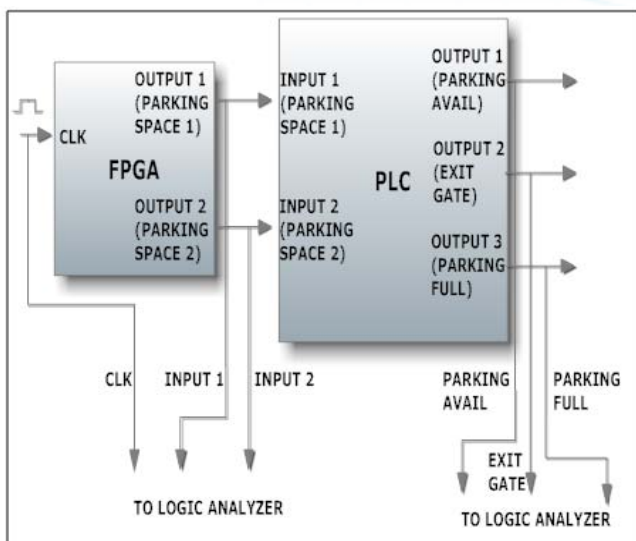 OUTPUT 1
(PARKING
SPACE 1)
CLK
FPGA
OUTPUT 2
(PARKING
SPACE 2)
INPUT 1
(PARKING
SPACE 1)
INPUT 2
(PARKING
SPACE 2)
PLC
OUTPUT 1
(PARKING
AVAIL)
OUTPUT 2
(EXIT
GATE)
OUTPUT 3
(PARKING
FULL)
CLK
INPUT 1
INPUT 2
PARKING
AVAIL
PARKING
FULL
EXIT
GATE
TO LOGIC ANALYZER
TO LOGIC ANALYZER